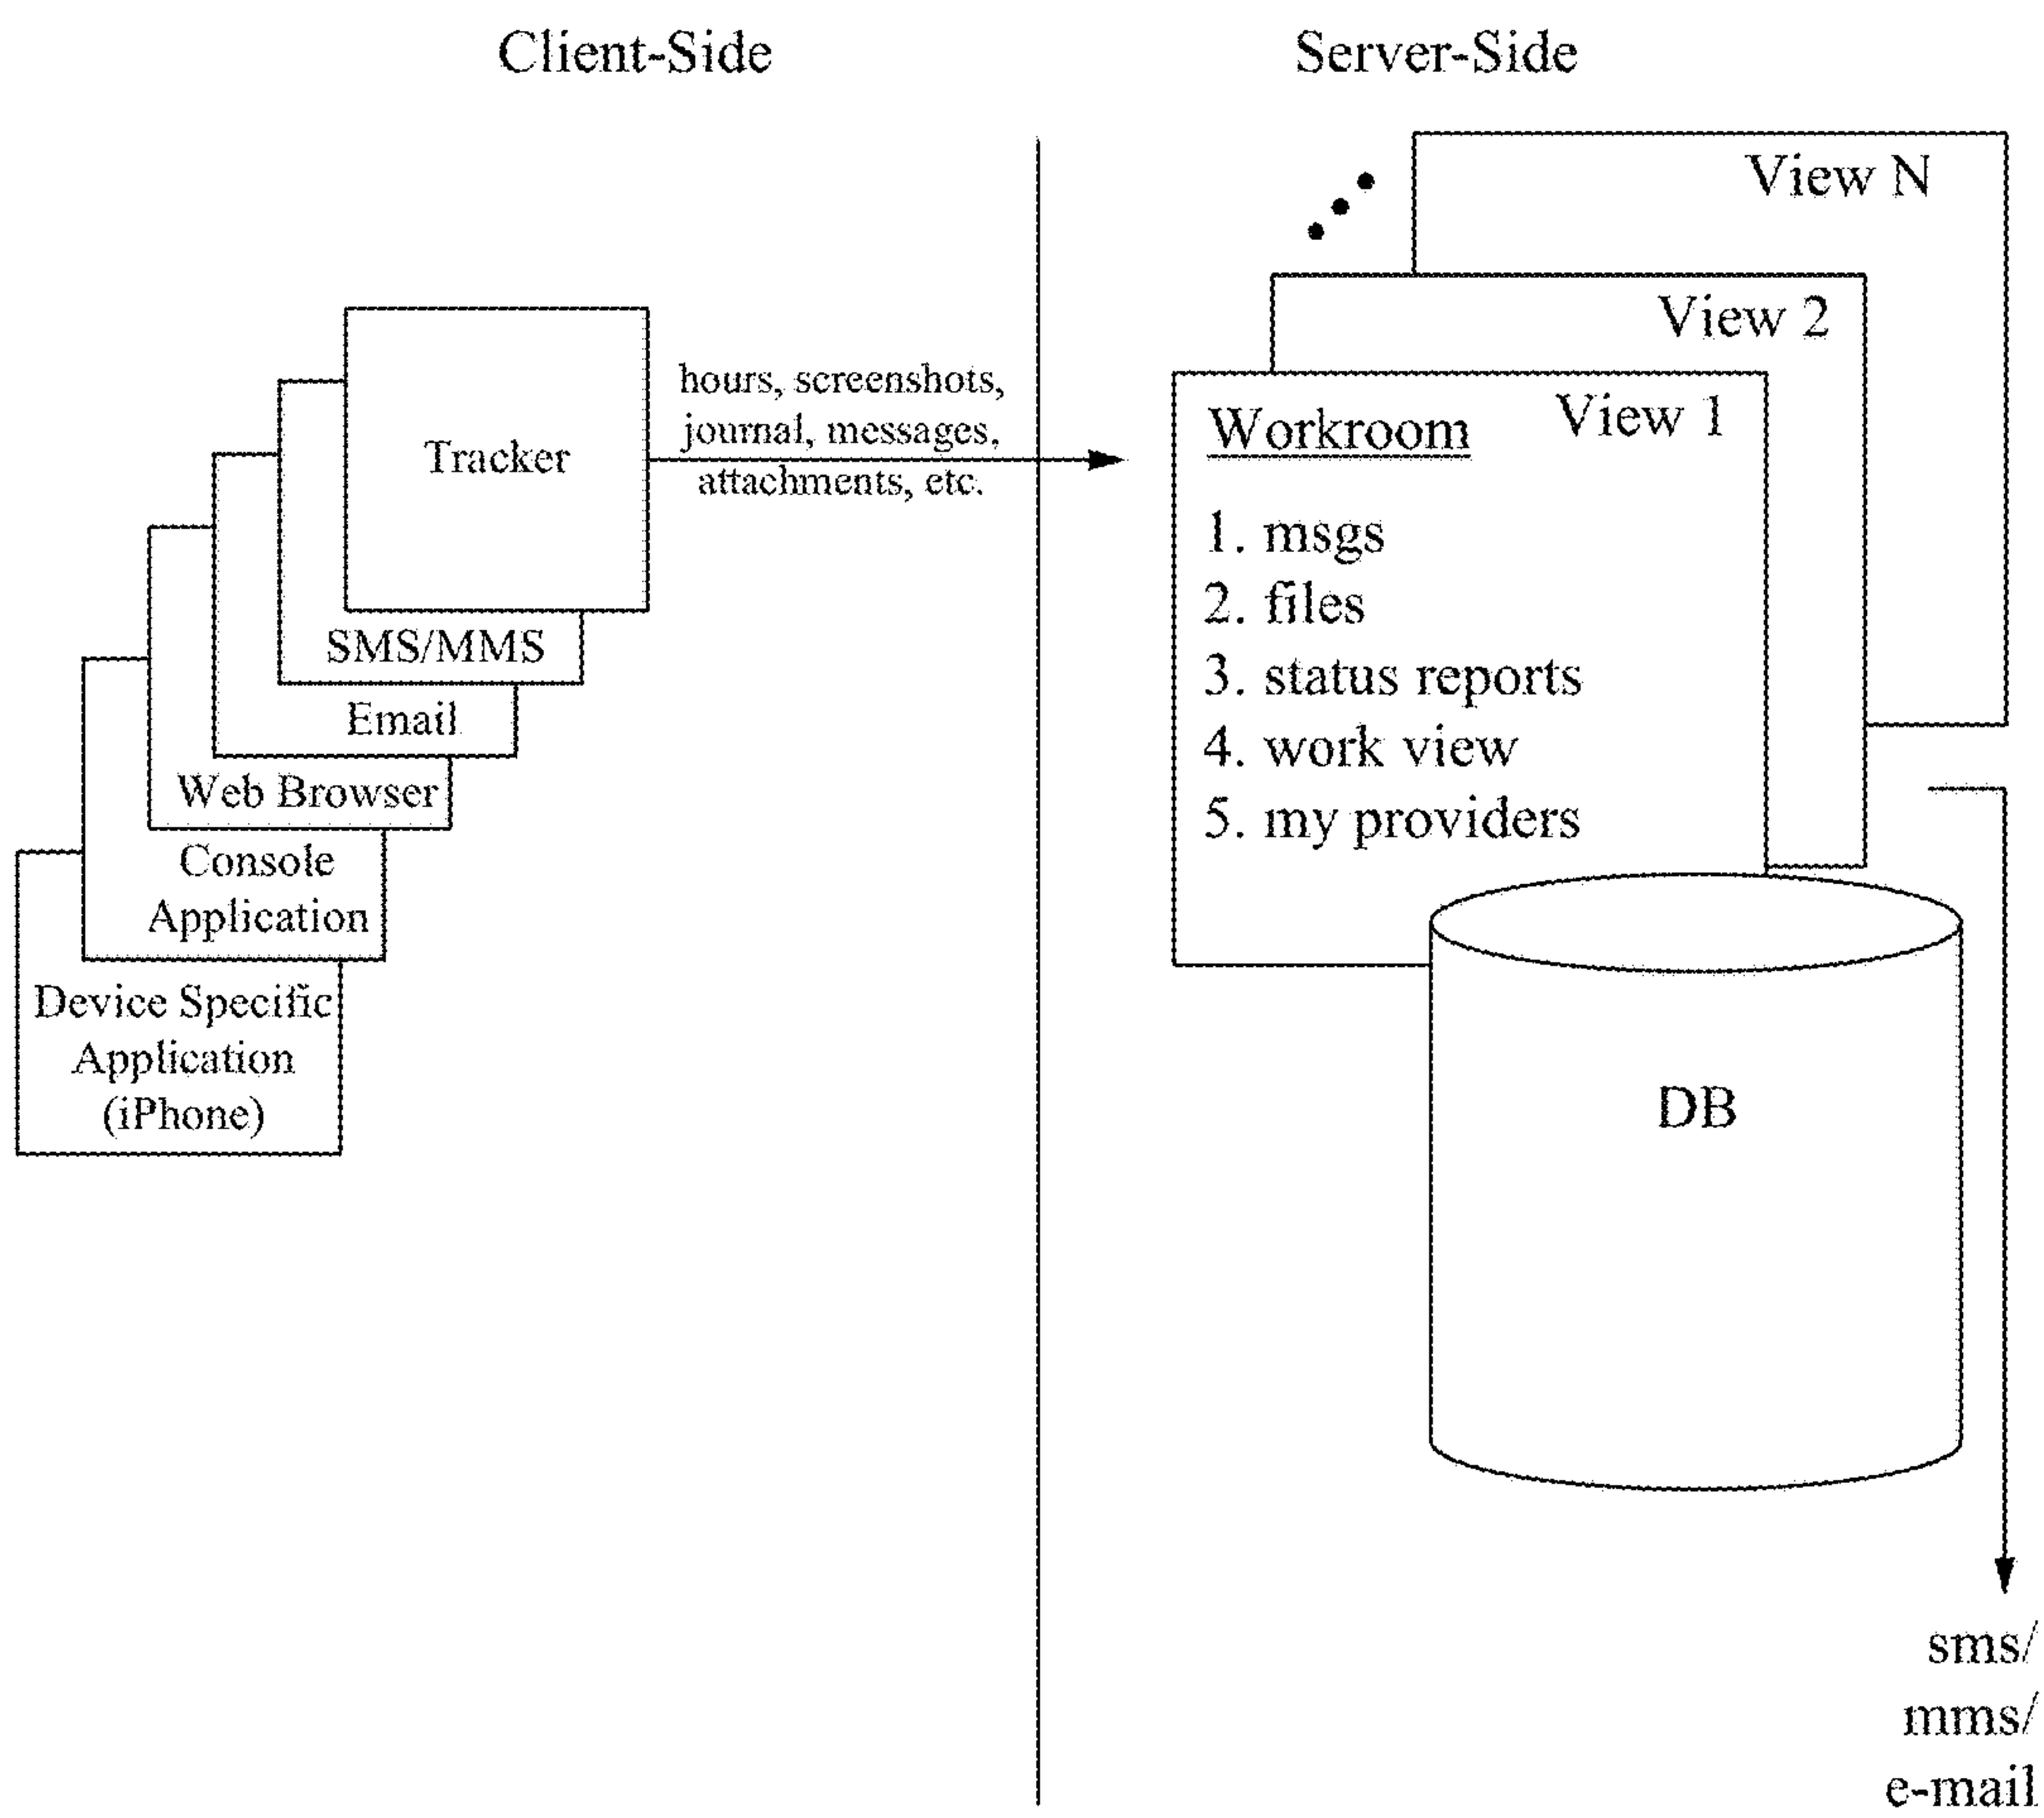 Client-Side
Server-Side
Tracker
SMS/MMS
Email
Web Browser
Console
Application
Device Specific
Application
(iPhone)
hours, screenshots,
journal, messages,
attachments, etc.
View N
View 2
View 1
Workroom
1. msgs
2. files
3. status reports
4. work view
5. my providers
DB
sms/
mms/
e-mail